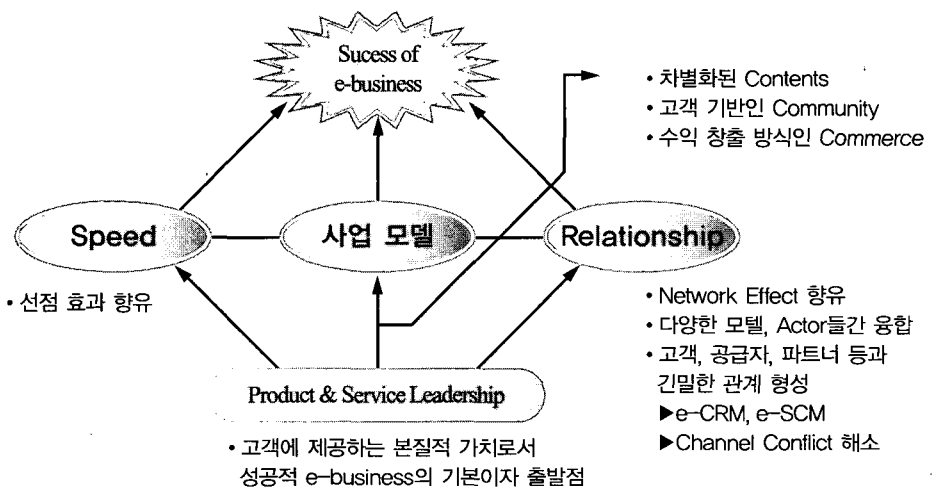 Sucess of
e-business
• 차별화된 Contents
• 고객 기반인 Community
• 수익 창출 방식인 Commerce
Speed
사업 모델
Relationship
• 선점 효과 향유
• Network Effect 향유
• 다양한 모델, Actor들간 융합
• 고객, 공급자, 파트너 등과
긴밀한 관계 형성
▶e-CRM, e-SCM
▶Channel Conflict 해소
Product & Service Leadership
• 고객에 제공하는 본질적 가치로서
성공적 e-business의 기본이자 출발점